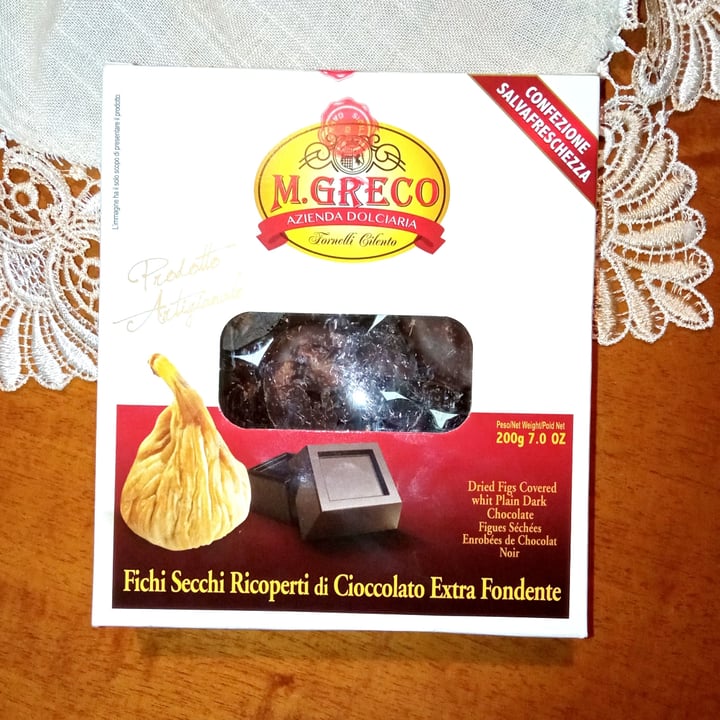 L'immagine ha il solo scopo di presentare il prodotto
CONFEZIONE
SALVAFRESCHEZZA
M.GRECO
AZIENDA DOLCIARIA
Tornelli Cilento
Prodotto
Artigianale
Peso/Net Weight/Poid Net
200g 7.0 OZ
Dried Figs Covered
whit Plain Dark
Chocolate
Figues Séchées
Enrobées de Chocolat
Noir
Fichi Secchi Ricoperti di Cioccolato Extra Fondente